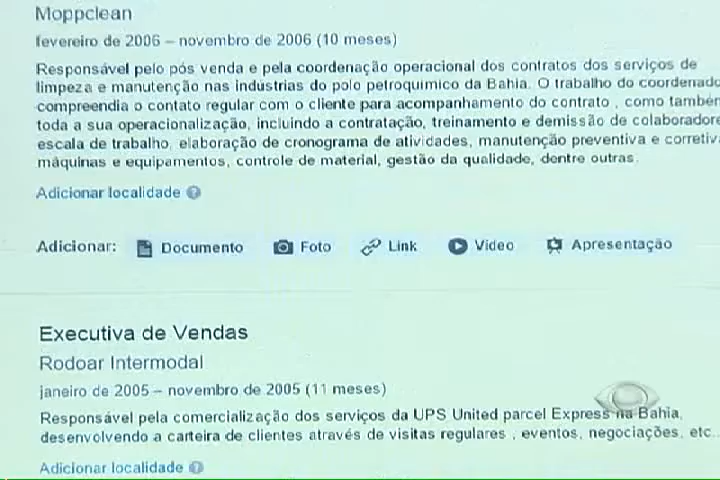 Moppclean
fevereiro de 2006 – novembro de 2006 (10 meses)
Responsável pelo pós venda e pela coordenação operacional dos contratos dos serviços de
limpeza e manutenção nas indústrias do polo petroquimico da Bahia. O trabalho do coordenado
compreendia o contato regular com o cliente para acompanhamento do contrato , como també
toda a sua operacionalização, incluindo a contratação, treinamento e demissão de colaboradore
escala de trabalho, elaboração de cronograma de atividades, manutenção preventiva e corretiv
máquinas e equipamentos, controle de material, gestão da qualidade, dentre outras.
Adicionar localidade ?
Adicionar: Documento Foto Link Vídeo Apresentação
Executiva de Vendas
Rodoar Intermodal
janeiro de 2005 – novembro de 2005 (11 meses)
Responsável pela comercialização dos serviços da UPS United parcel Express na Bahia,
desenvolvendo a carteira de clientes através de visitas regulares , eventos, negociações, etc..
Adicionar localidade ?